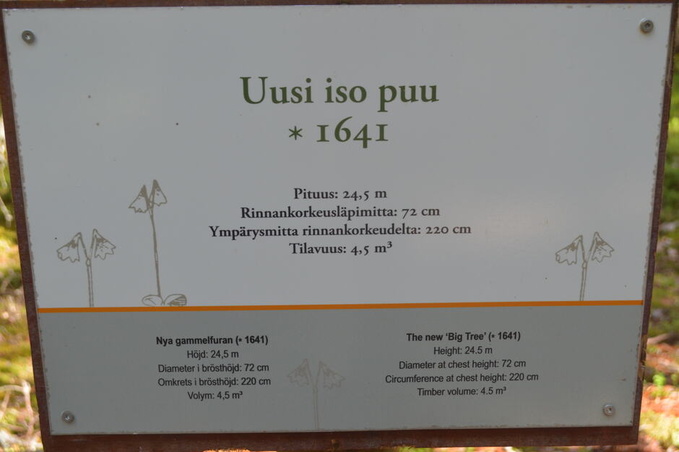 Uusi iso puu
* 1641
Pituus: 24,5 m
Rinnankorkeusläpimitta: 72 cm
Ympärysmitta rinnankorkeudelta: 220 cm
Tilavuus: 4,5 m³
Nya gammelfuran (* 1641)
Höjd: 24,5 m
Diameter i brösthöjd: 72 cm
Omkrets i brösthöjd: 220 cm
Volym: 4,5 m³
The new ‘Big Tree’ (* 1641)
Height: 24.5 m
Diameter at chest height: 72 cm
Circumference at chest height: 220 cm
Timber volume: 4.5 m³